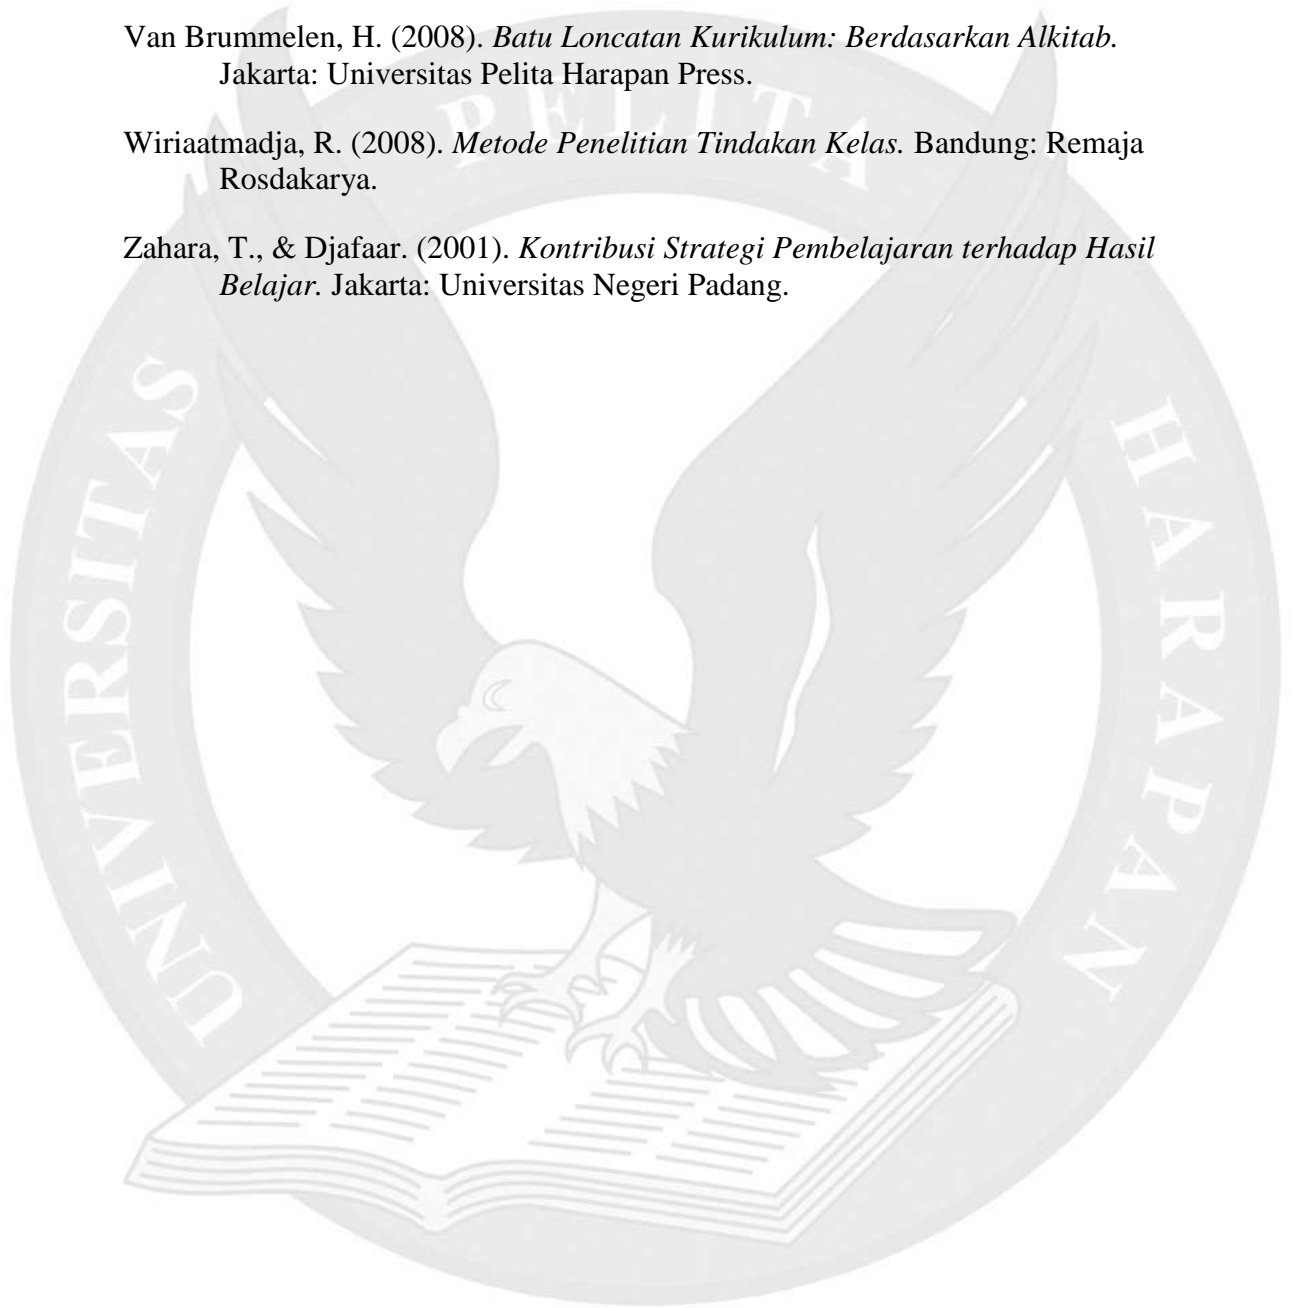 Van Brummelen, H. (2008). Batu Loncatan Kurikulum: Berdasarkan Alkitab.
Jakarta: Universitas Pelita Harapan Press.
Wiriaatmadja, R. (2008). Metode Penelitian Tindakan Kelas. Bandung: Remaja
Rosdakarya.
Zahara, T., & Djafaar. (2001). Kontribusi Strategi Pembelajaran terhadap Hasil
Belajar. Jakarta: Universitas Negeri Padang.
UNIVERSITAS PELITA HARAPAN